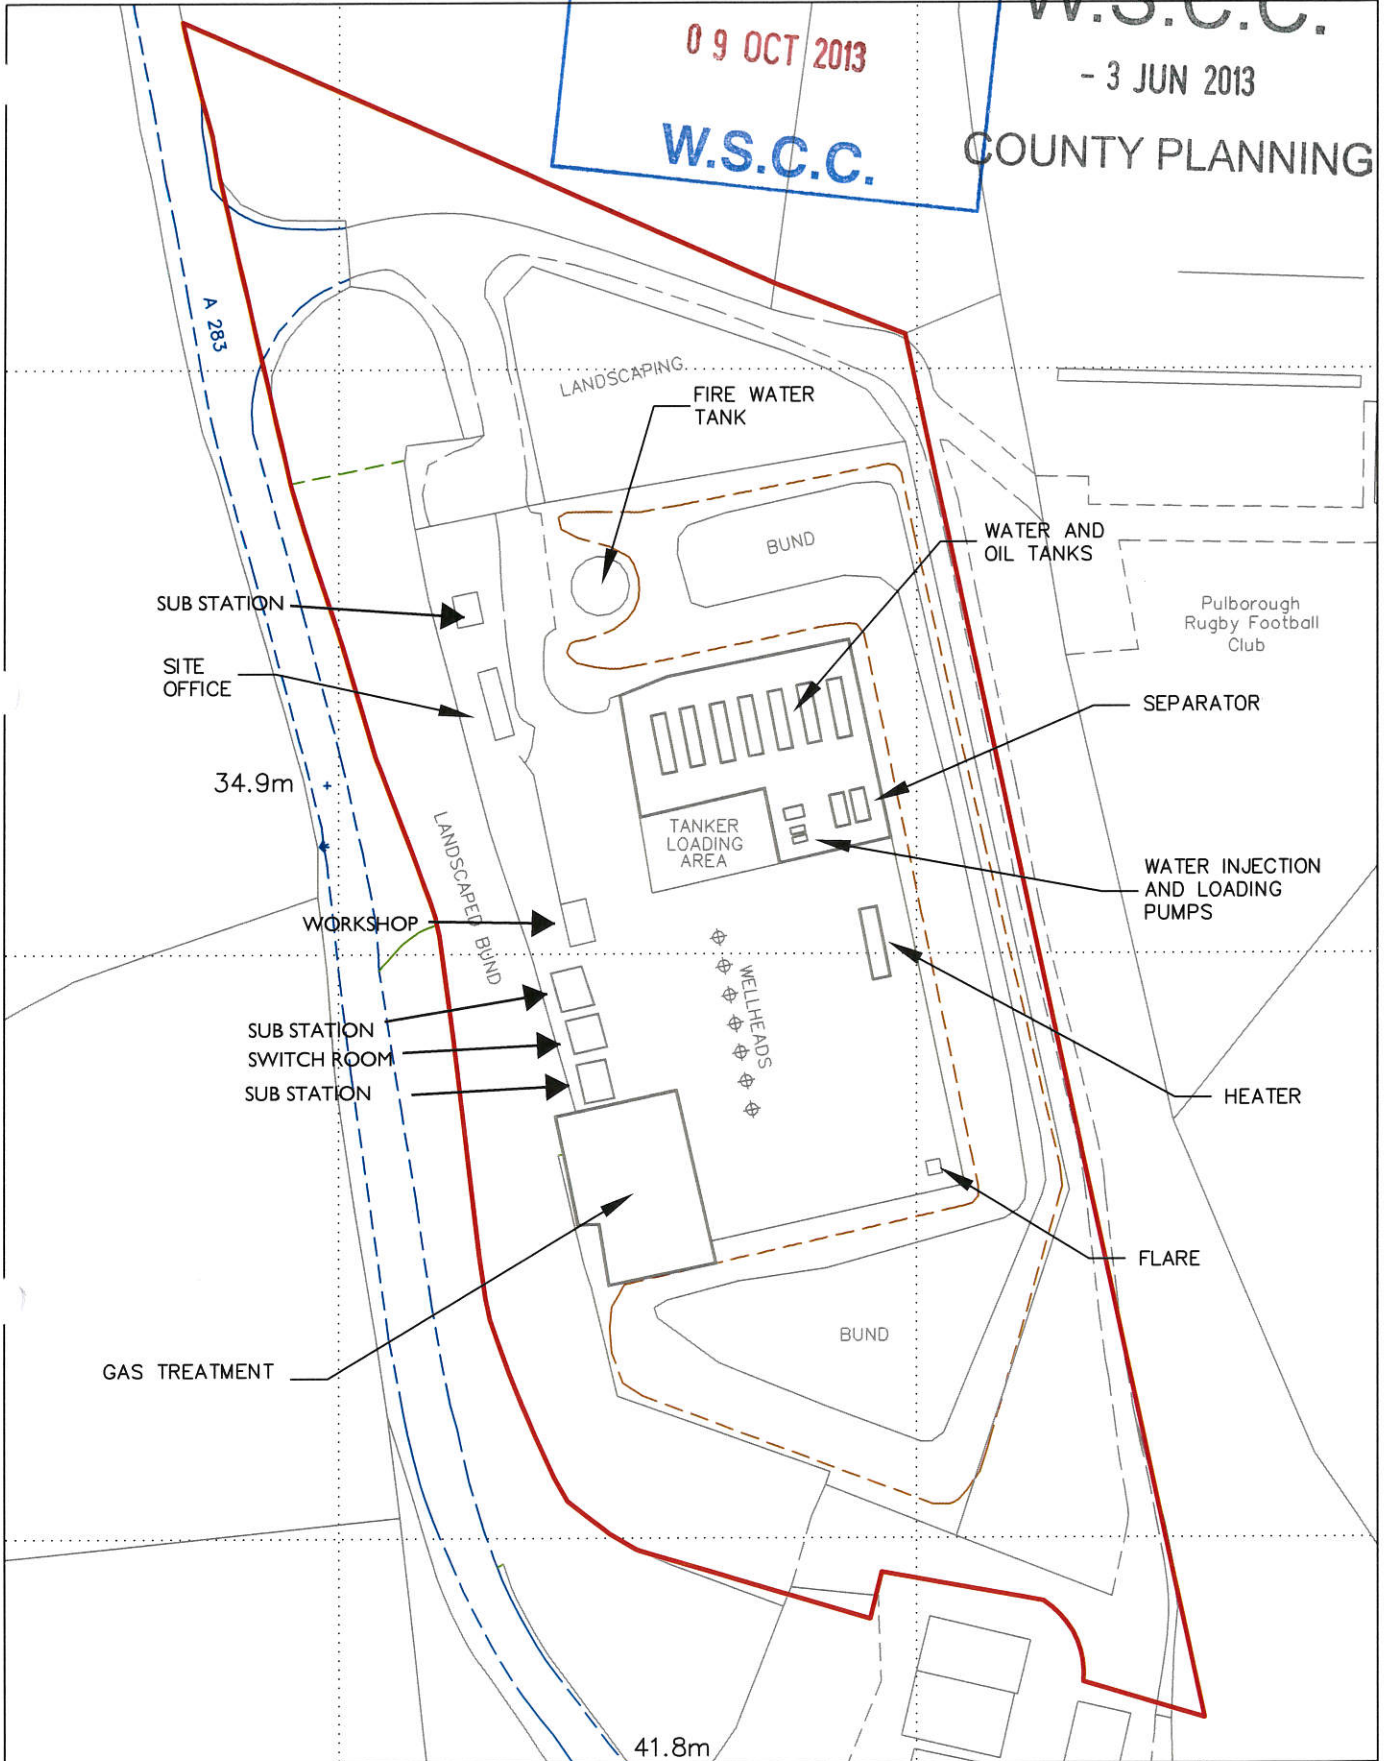 W.S.C.C.
09 OCT 2013
- 3 JUN 2013
W.S.C.C.
COUNTY PLANNING
A 283
LANDSCAPING
FIRE WATER
TANK
BUND
WATER AND
OIL TANKS
SUB STATION
Pulborough
Rugby Football
Club
SITE
OFFICE
SEPARATOR
34.9m
TANKER
LOADING
AREA
LANDSCAPED BUND
WATER INJECTION
AND LOADING
PUMPS
WORKSHOP
WELLHEADS
SUB STATION
SWITCH ROOM
SUB STATION
HEATER
FLARE
BUND
GAS TREATMENT
41.8m